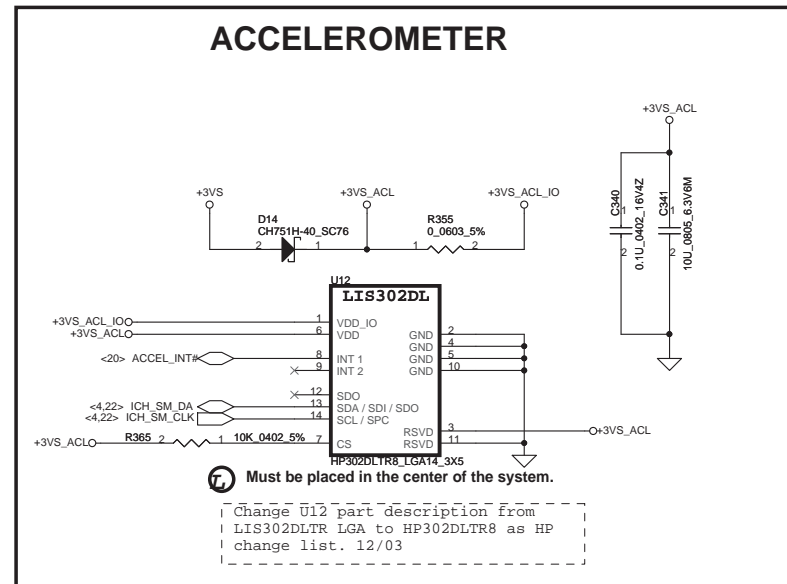 ACCELEROMETER
+3VS_ACL
+3VS
+3VS_ACL
+3VS_ACL_IO
D14
CH751H-40_SC76
R355
0_0603_5%
2 1
1 2
C340
0.1U_0402_16V4Z
1
2
C341
10U_0805_6.3V6M
1
2
U12
LIS302DL
+3VS_ACL_IO 1 VDD_IO
+3VS_ACL 6 VDD
GND 2
GND 4
GND 5
GND 10
<20> ACCEL_INT# 8 INT 1
9 INT 2
12 SDO
<4,22> ICH_SM_DA 13 SDA / SDI / SDO
<4,22> ICH_SM_CLK 14 SCL / SPC
RSVD 3 +3VS_ACL
RSVD 11
+3VS_ACL R365 2 1 10K_0402_5% 7 CS
HP302DLTR8_LGA14_3X5
L Must be placed in the center of the system.
Change U12 part description from
LIS302DLTR LGA to HP302DLTR8 as HP
change list. 12/03